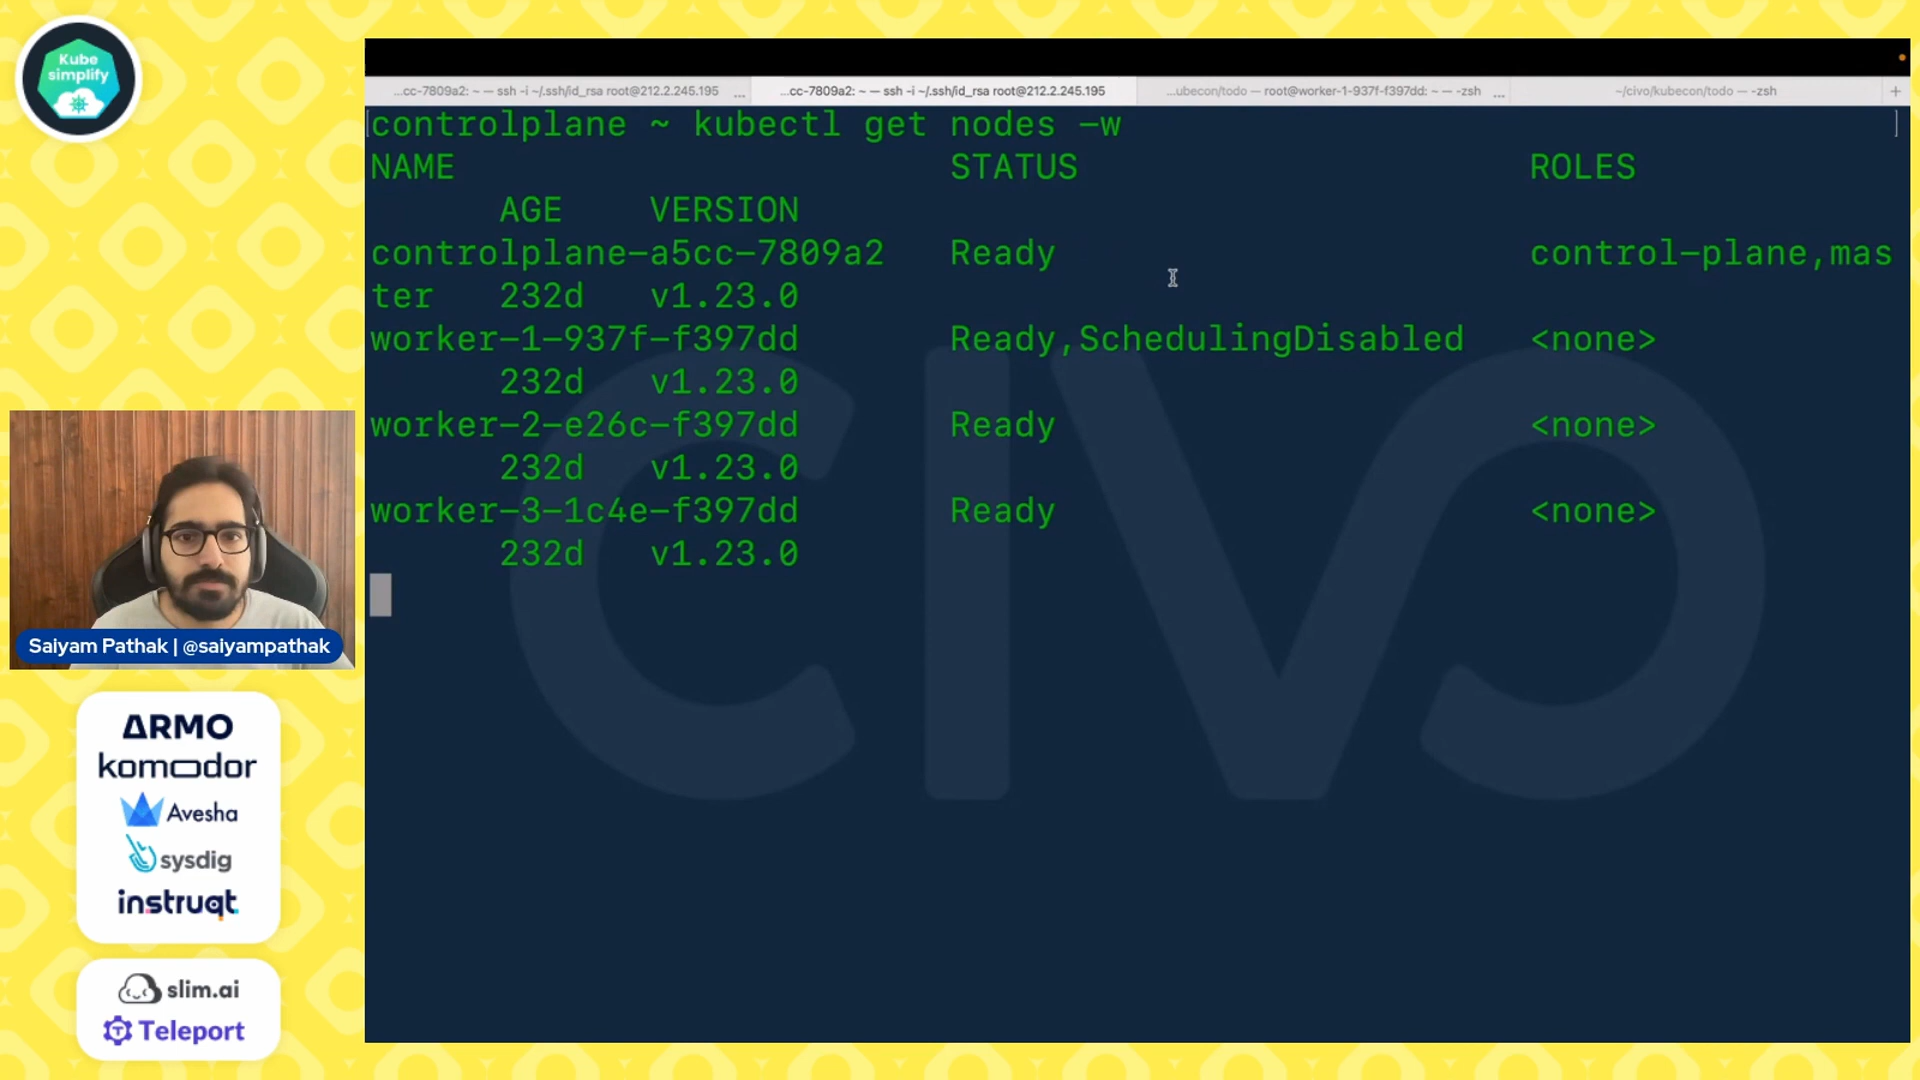 Kube
simplify
...cc-7809a2: ~ — ssh -i ~/.ssh/id_rsa root@212.2.245.195 ...
...cc-7809a2: ~ — ssh -i ~/.ssh/id_rsa root@212.2.245.195
...ubecon/todo — root@worker-1-937f-f397dd: ~ — -zsh ...
~/civo/kubecon/todo — -zsh
+
controlplane ~ kubectl get nodes -w
NAME STATUS ROLES
AGE VERSION
controlplane-a5cc-7809a2 Ready control-plane,mas
ter 232d v1.23.0
worker-1-937f-f397dd Ready,SchedulingDisabled <none>
232d v1.23.0
worker-2-e26c-f397dd Ready <none>
232d v1.23.0
worker-3-1c4e-f397dd Ready <none>
232d v1.23.0
CIVO
Saiyam Pathak | @saiyampathak
ARMO
komodor
Avesha
sysdig
instruqt
slim.ai
Teleport